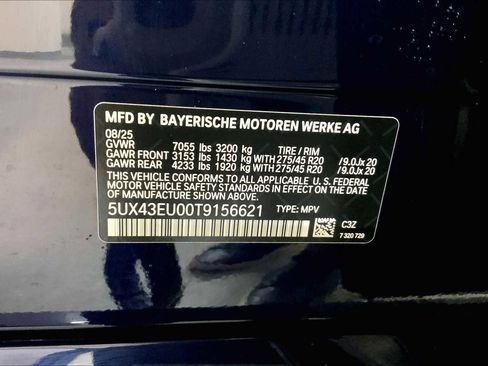 MFD BY BAYERISCHE MOTOREN WERKE AG
08/25
GVWR 7055 lbs 3200 kg TIRE / RIM
GAWR FRONT 3153 lbs 1430 kg WITH 275/45 R20 / 9.0Jx 20
GAWR REAR 4233 lbs 1920 kg WITH 275/45 R20 / 9.0Jx 20
THIS VEHICLE CONFORMS TO ALL APPLICABLE U.S. FEDERAL
MOTOR VEHICLE SAFETY STANDARDS IN EFFECT ON THE
DATE OF MANUFACTURE SHOWN ABOVE.
5UX43EU00T9156621 TYPE: MPV
C3Z
7 320 729